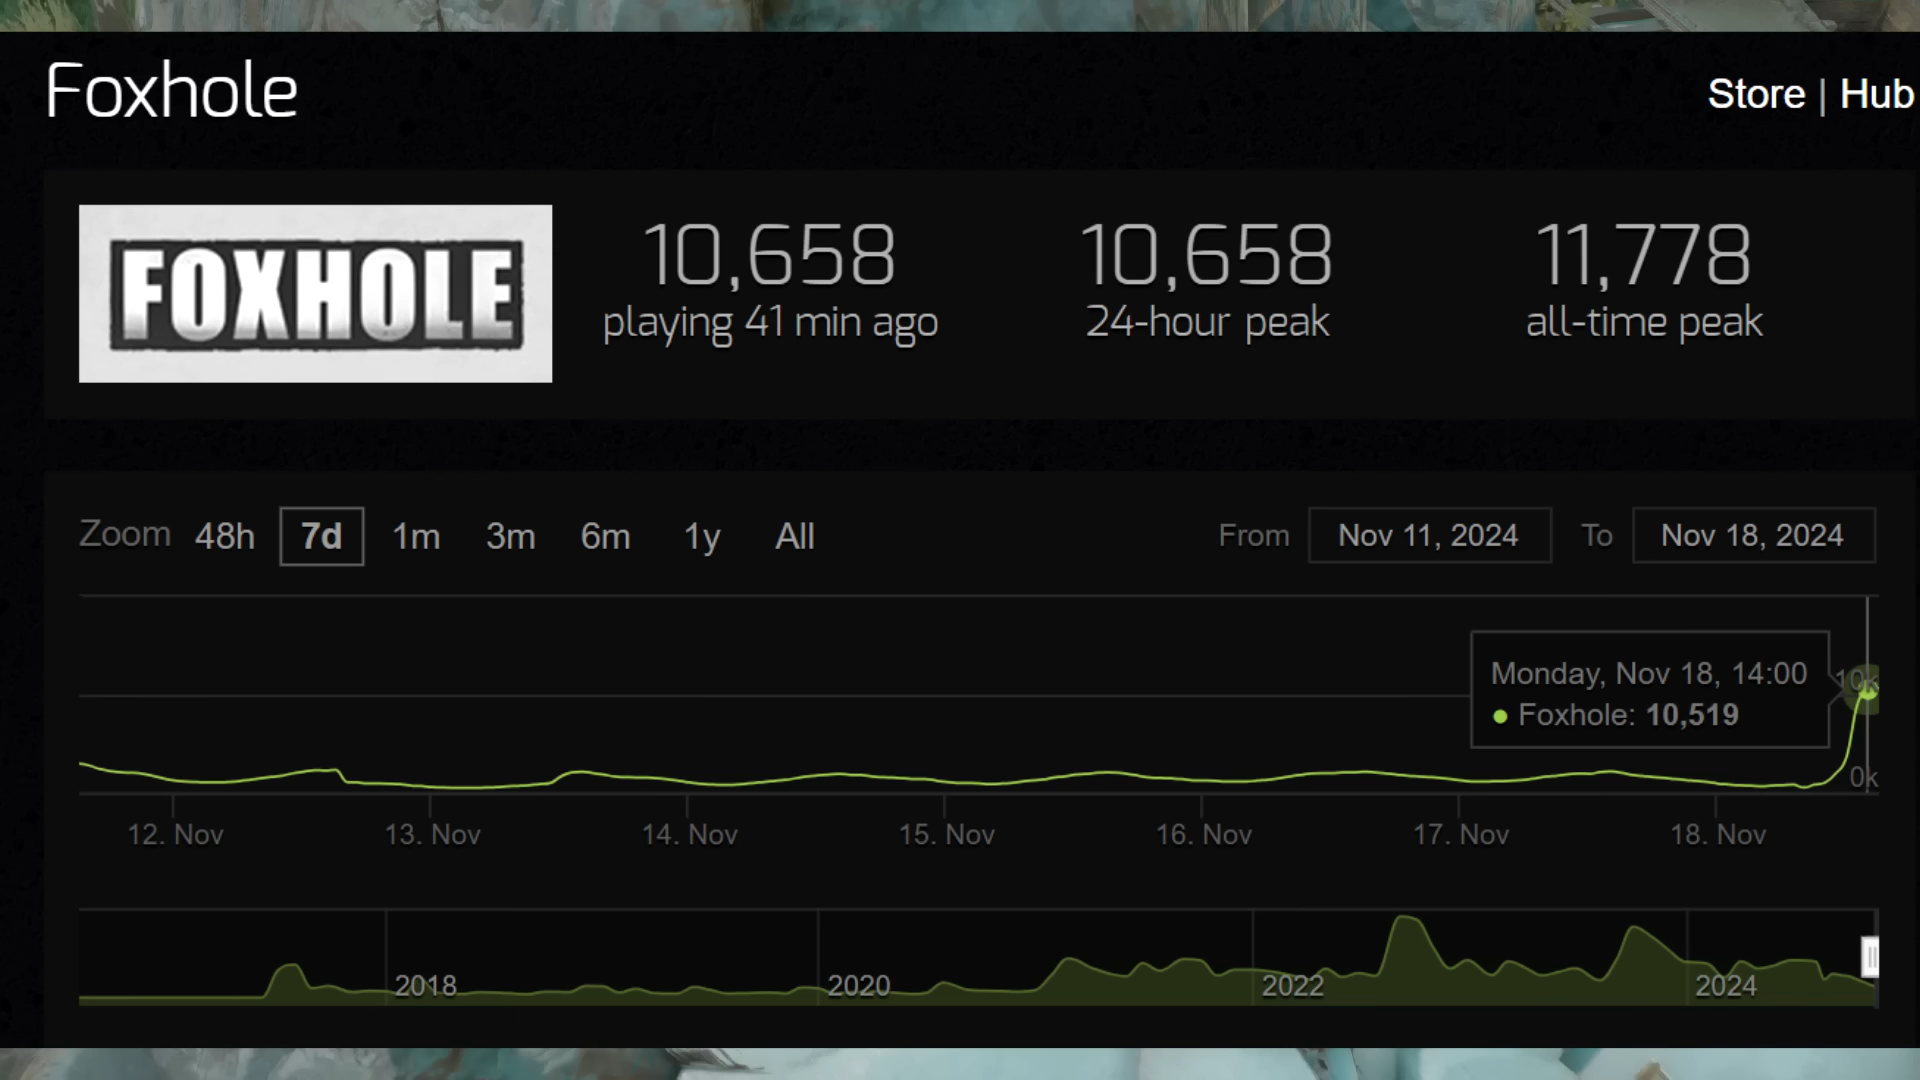 Foxhole
Store | Hub
FOXHOLE
10,658
playing 41 min ago
10,658
24-hour peak
11,778
all-time peak
Zoom 48h 7d 1m 3m 6m 1y All
From Nov 11, 2024 To Nov 18, 2024
Monday, Nov 18, 14:00
Foxhole: 10,519
10k
0k
12. Nov 13. Nov 14. Nov 15. Nov 16. Nov 17. Nov 18. Nov
2018 2020 2022 2024